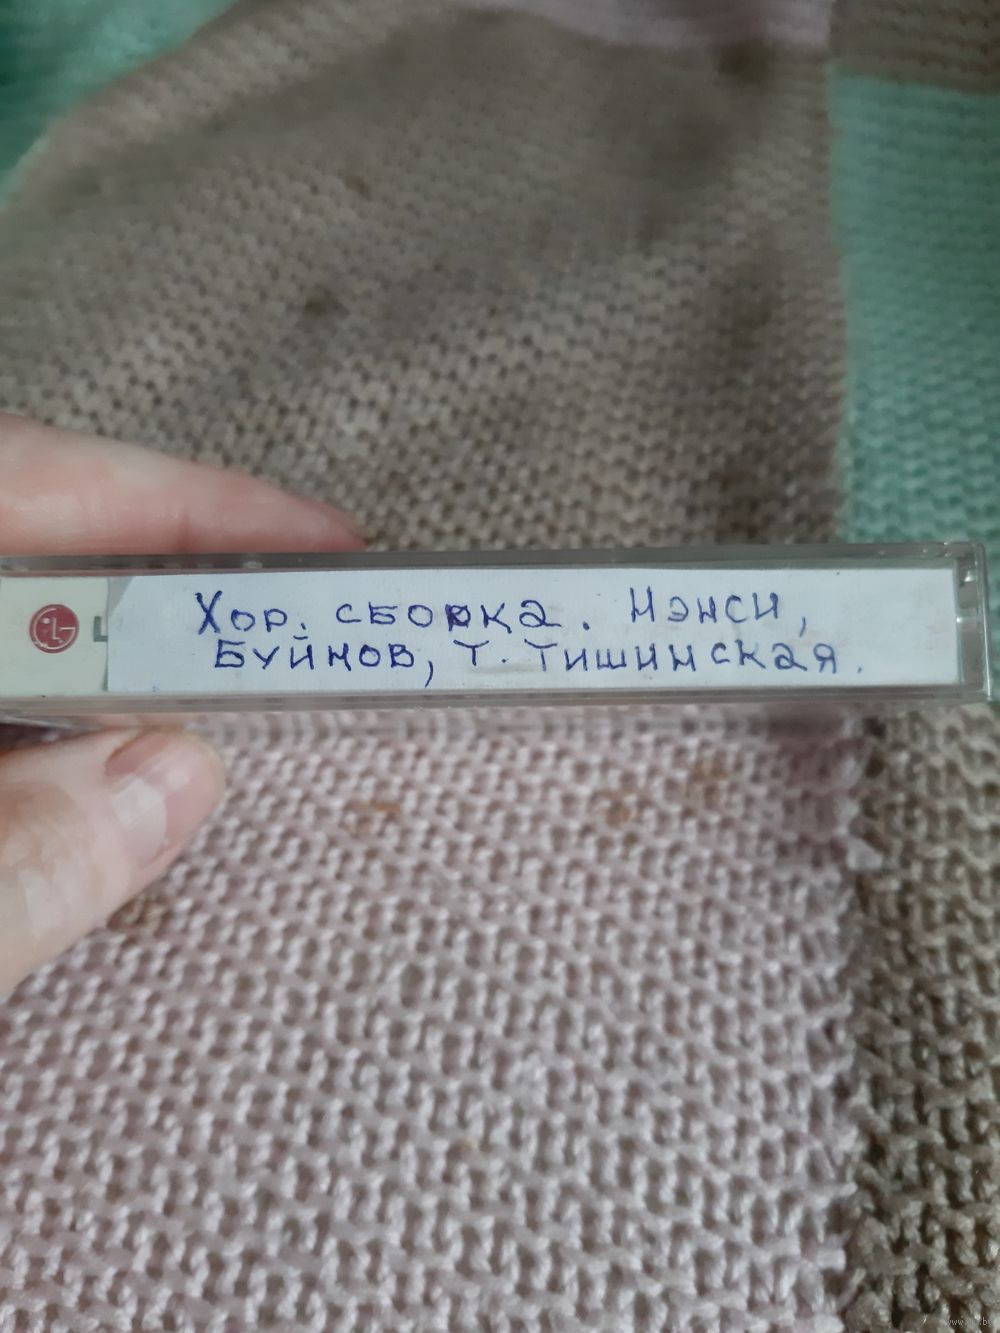 Хор. сборка. Нэнси,
Буйнов, Т. Тишинская.